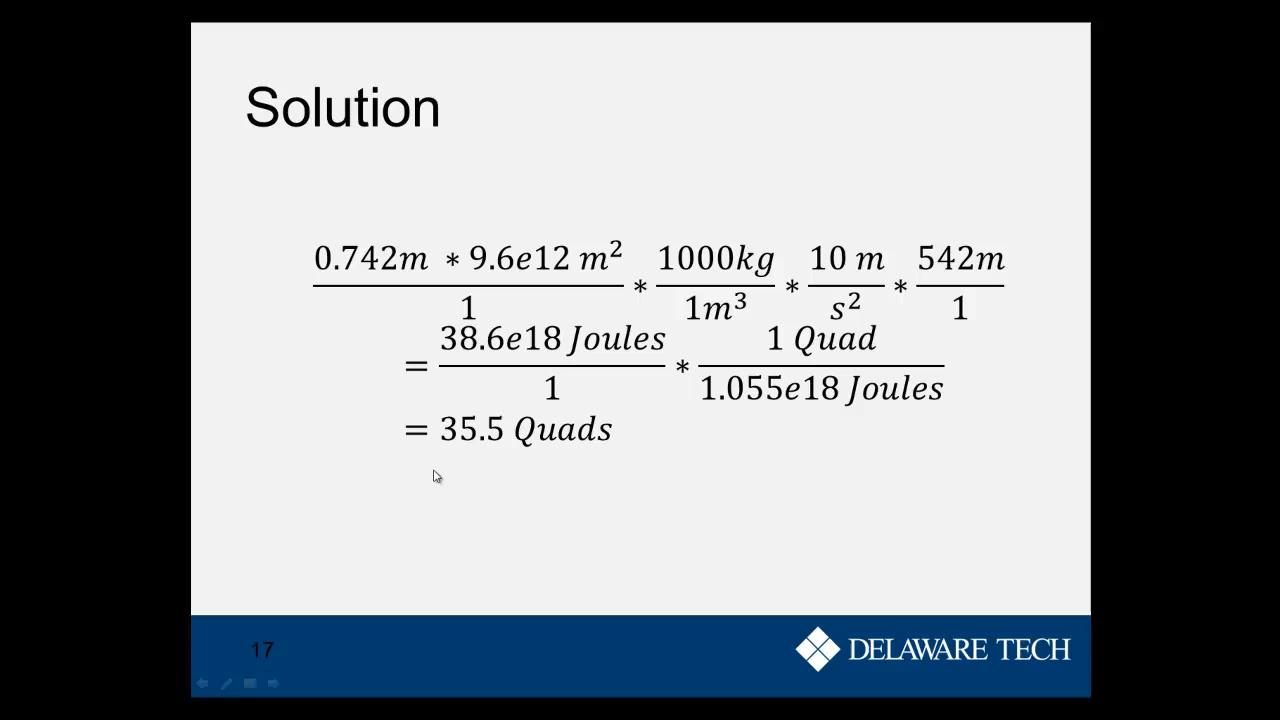 Solution
0.742m * 9.6e12 m² / 1 * 1000kg / 1m³ * 10 m / s² * 542m / 1
= 38.6e18 Joules / 1 * 1 Quad / 1.055e18 Joules
= 35.5 Quads
17
DELAWARE TECH